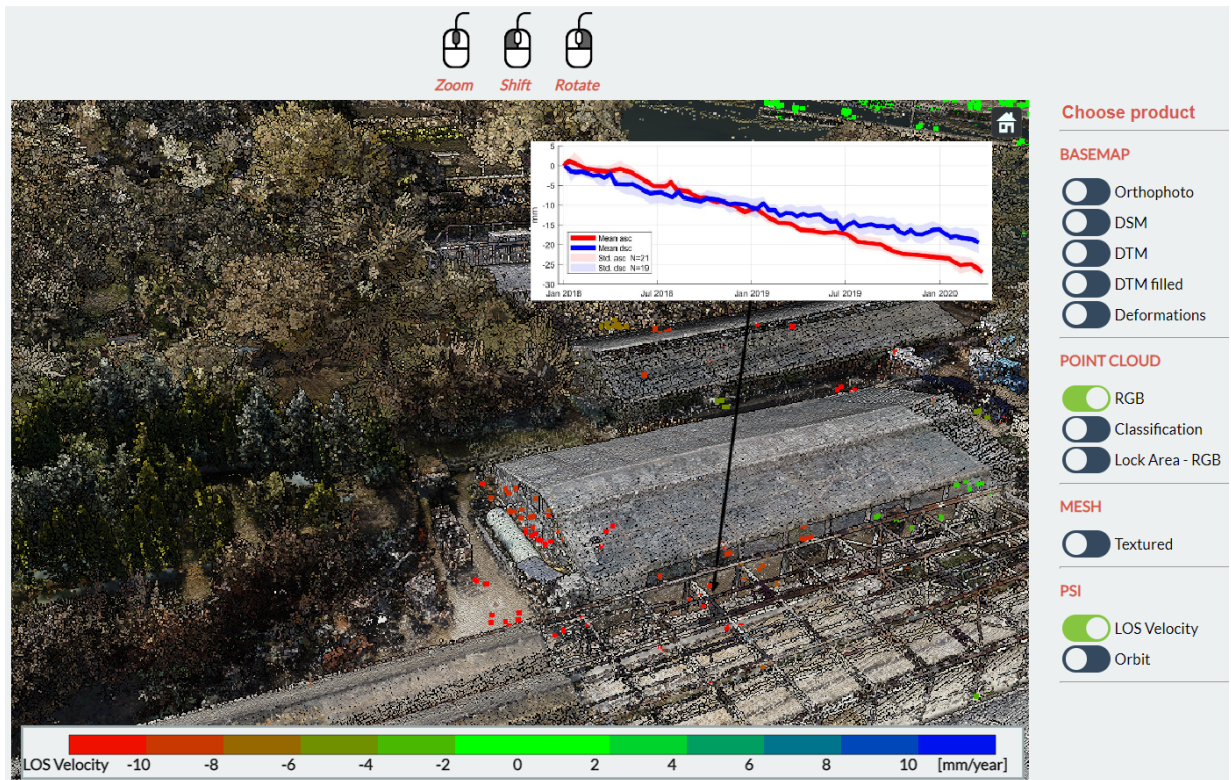 Zoom Shift Rotate
Choose product
BASEMAP
Orthophoto
DSM
DTM
DTM filled
Deformations
POINT CLOUD
RGB
Classification
Lock Area - RGB
MESH
Textured
PSI
LOS Velocity
Orbit
5
0
-5
-10
-15
-20
-25
-30
mm
Mean asc
Mean dsc
Std. asc N=21
Std. dsc N=19
Jan 2018 Jul 2018 Jan 2019 Jul 2019 Jan 2020
LOS Velocity -10 -8 -6 -4 -2 0 2 4 6 8 10 [mm/year]